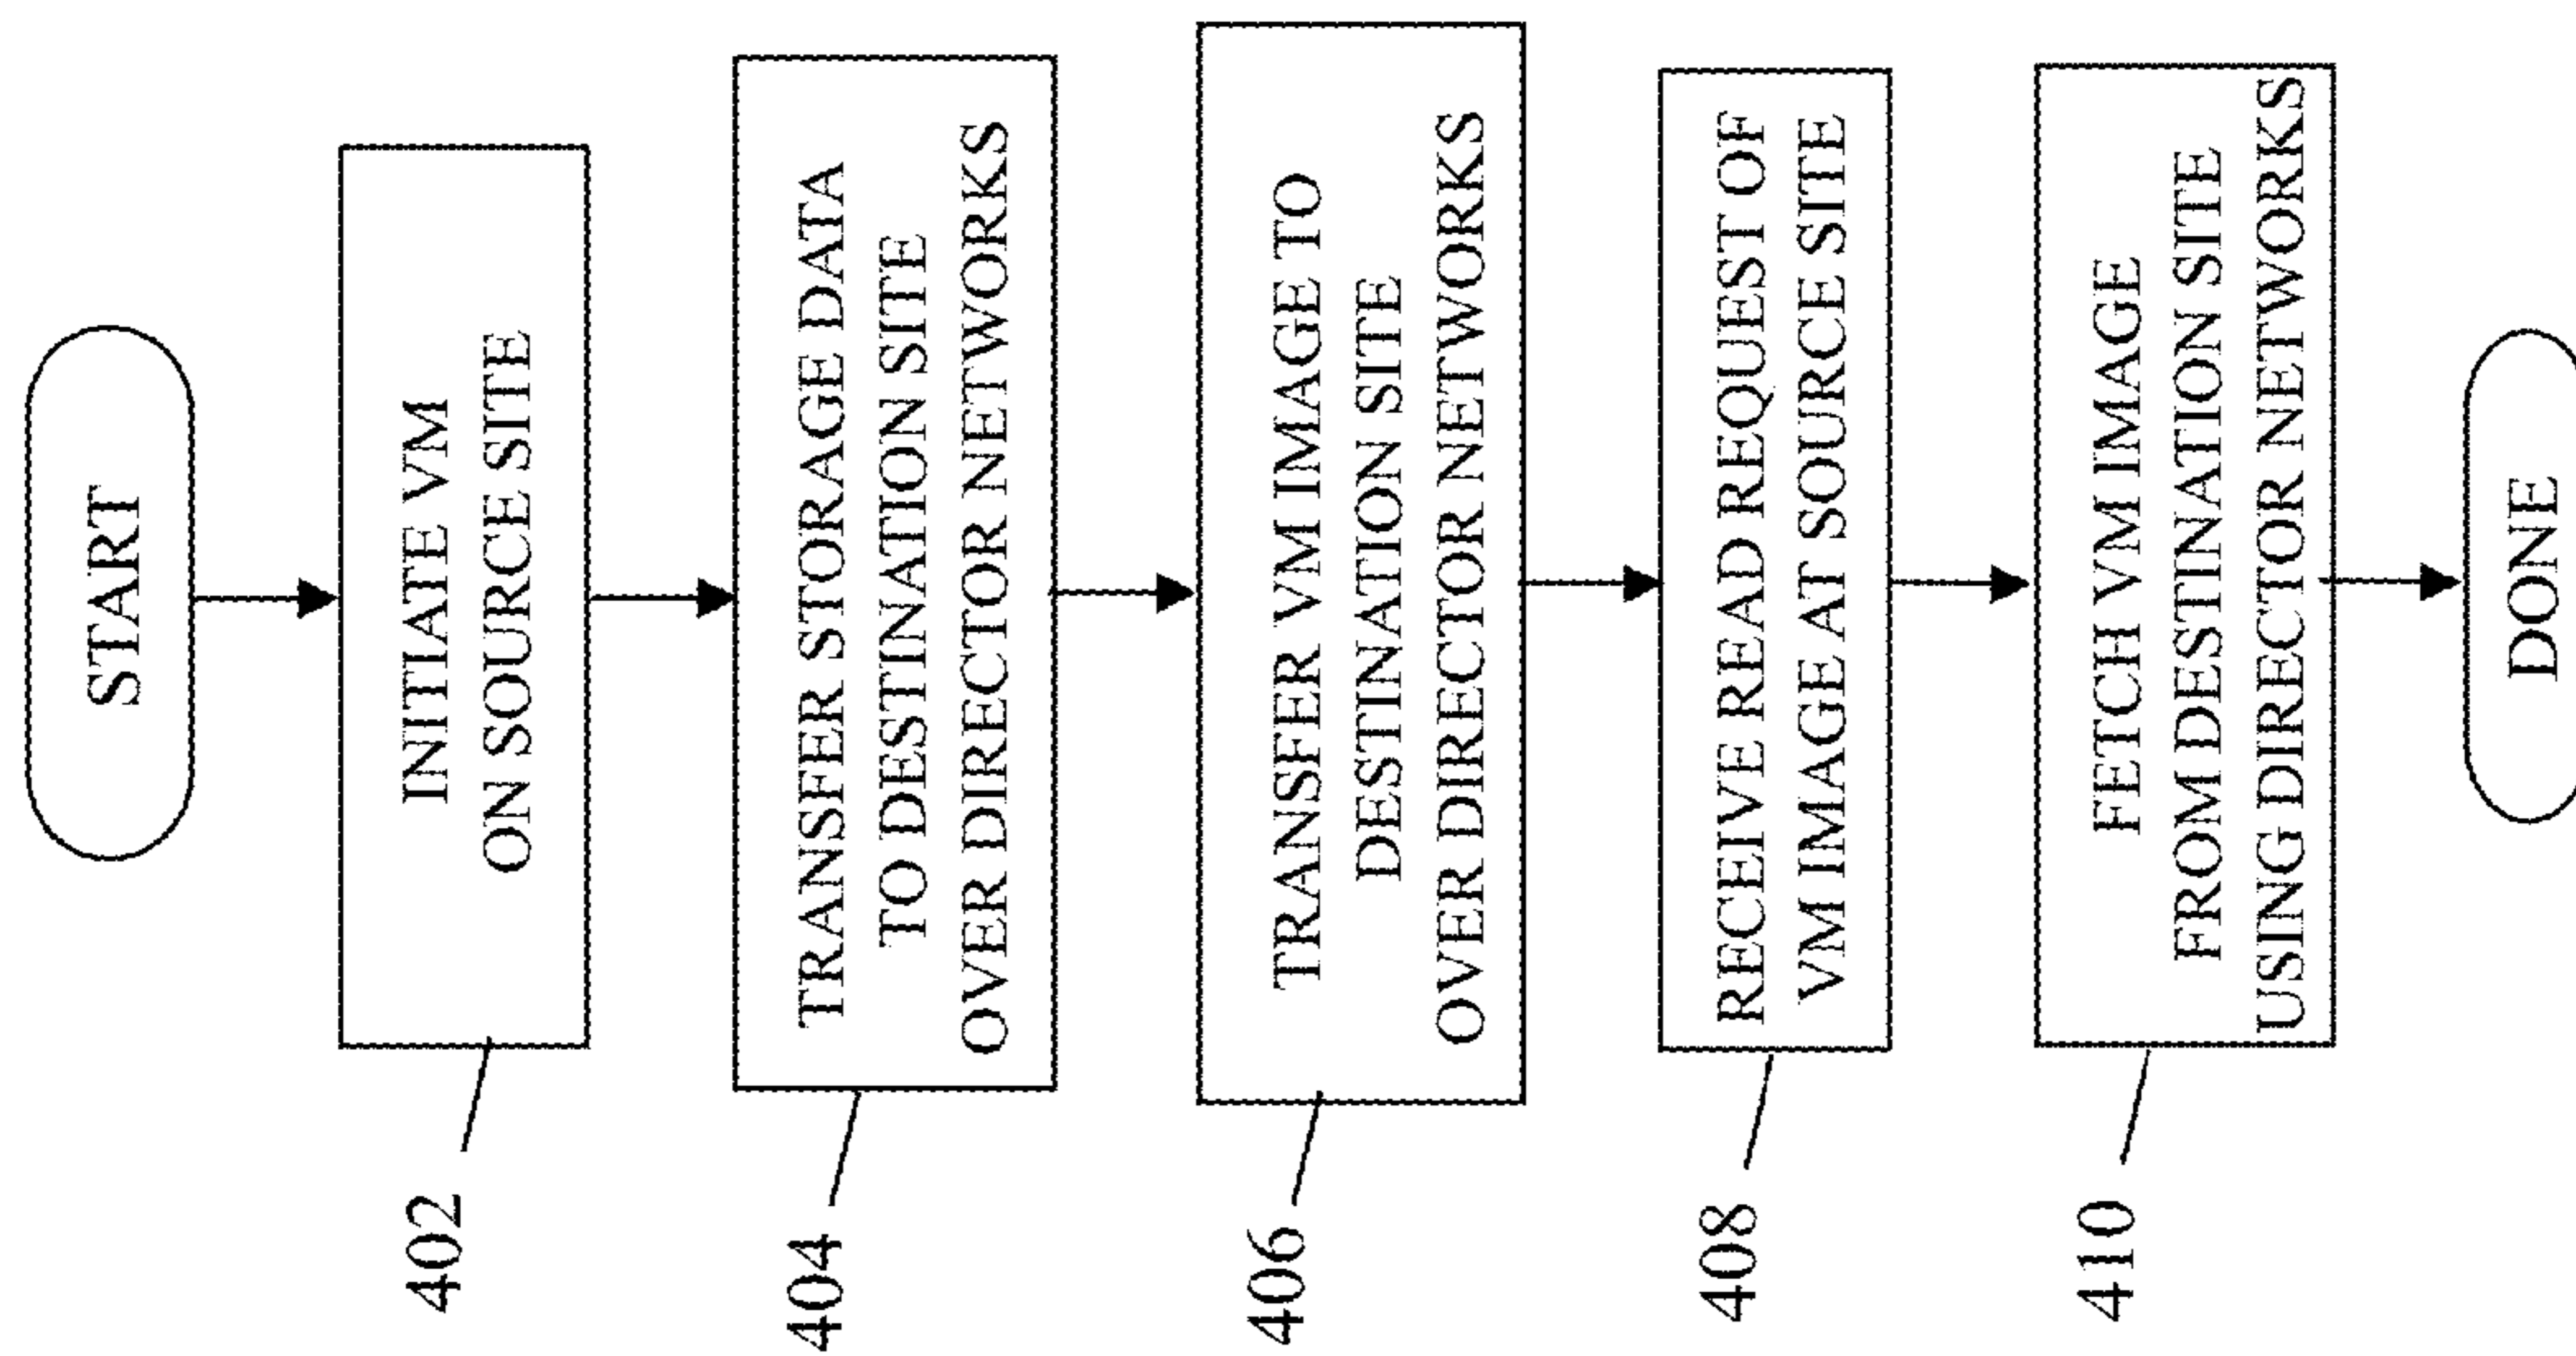 START
INITIATE VM
ON SOURCE SITE
402
TRANSFER STORAGE DATA
TO DESTINATION SITE
OVER DIRECTOR NETWORKS
404
TRANSFER VM IMAGE TO
DESTINATION SITE
OVER DIRECTOR NETWORKS
406
RECEIVE READ REQUEST OF
VM IMAGE AT SOURCE SITE
408
FETCH VM IMAGE
FROM DESTINATION SITE
USING DIRECTOR NETWORKS
410
DONE